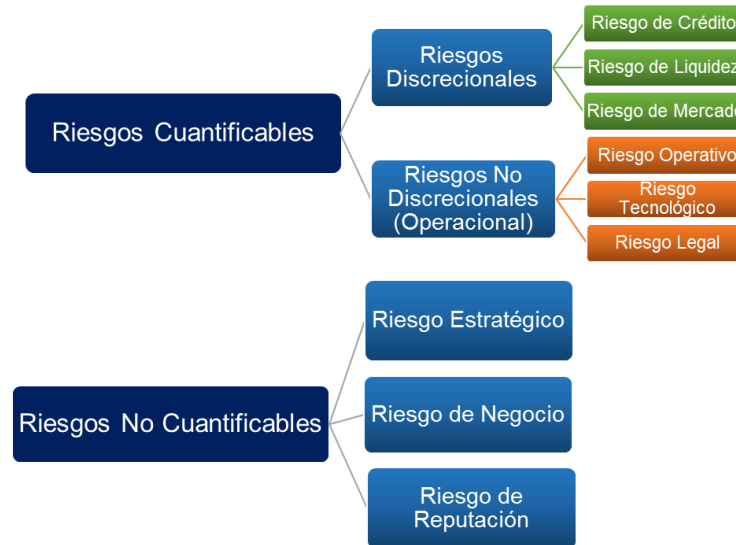 Riesgos Cuantificables
Riesgos
Discrecionales
Riesgo de Crédito
Riesgo de Liquidez
Riesgo de Mercado
Riesgos No
Discrecionales
(Operacional)
Riesgo Operativo
Riesgo
Tecnológico
Riesgo Legal
Riesgos No Cuantificables
Riesgo Estratégico
Riesgo de Negocio
Riesgo de
Reputación